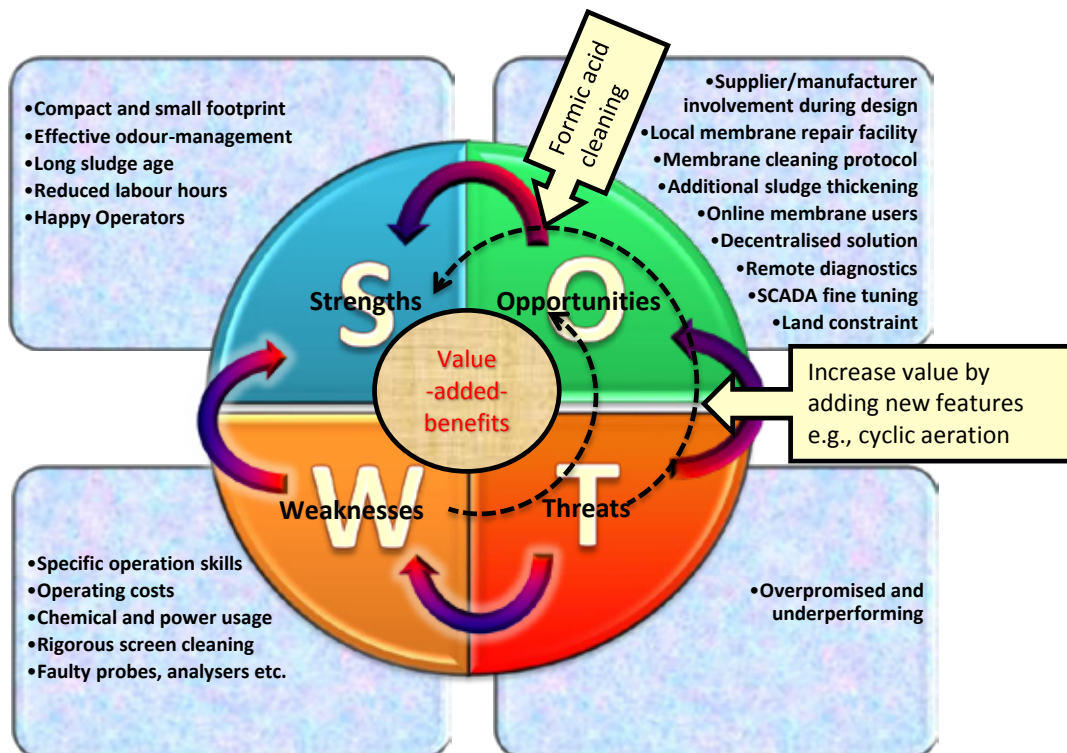 •Compact and small footprint
•Effective odour-management
•Long sludge age
•Reduced labour hours
•Happy Operators
Formic acid
cleaning
•Supplier/manufacturer
involvement during design
•Local membrane repair facility
•Membrane cleaning protocol
•Additional sludge thickening
•Online membrane users
•Decentralised solution
•Remote diagnostics
•SCADA fine tuning
•Land constraint
S
Strengths
O
Opportunities
Value
-added-
benefits
Increase value by
adding new features
e.g., cyclic aeration
W
Weaknesses
T
Threats
•Specific operation skills
•Operating costs
•Chemical and power usage
•Rigorous screen cleaning
•Faulty probes, analysers etc.
•Overpromised and
underperforming